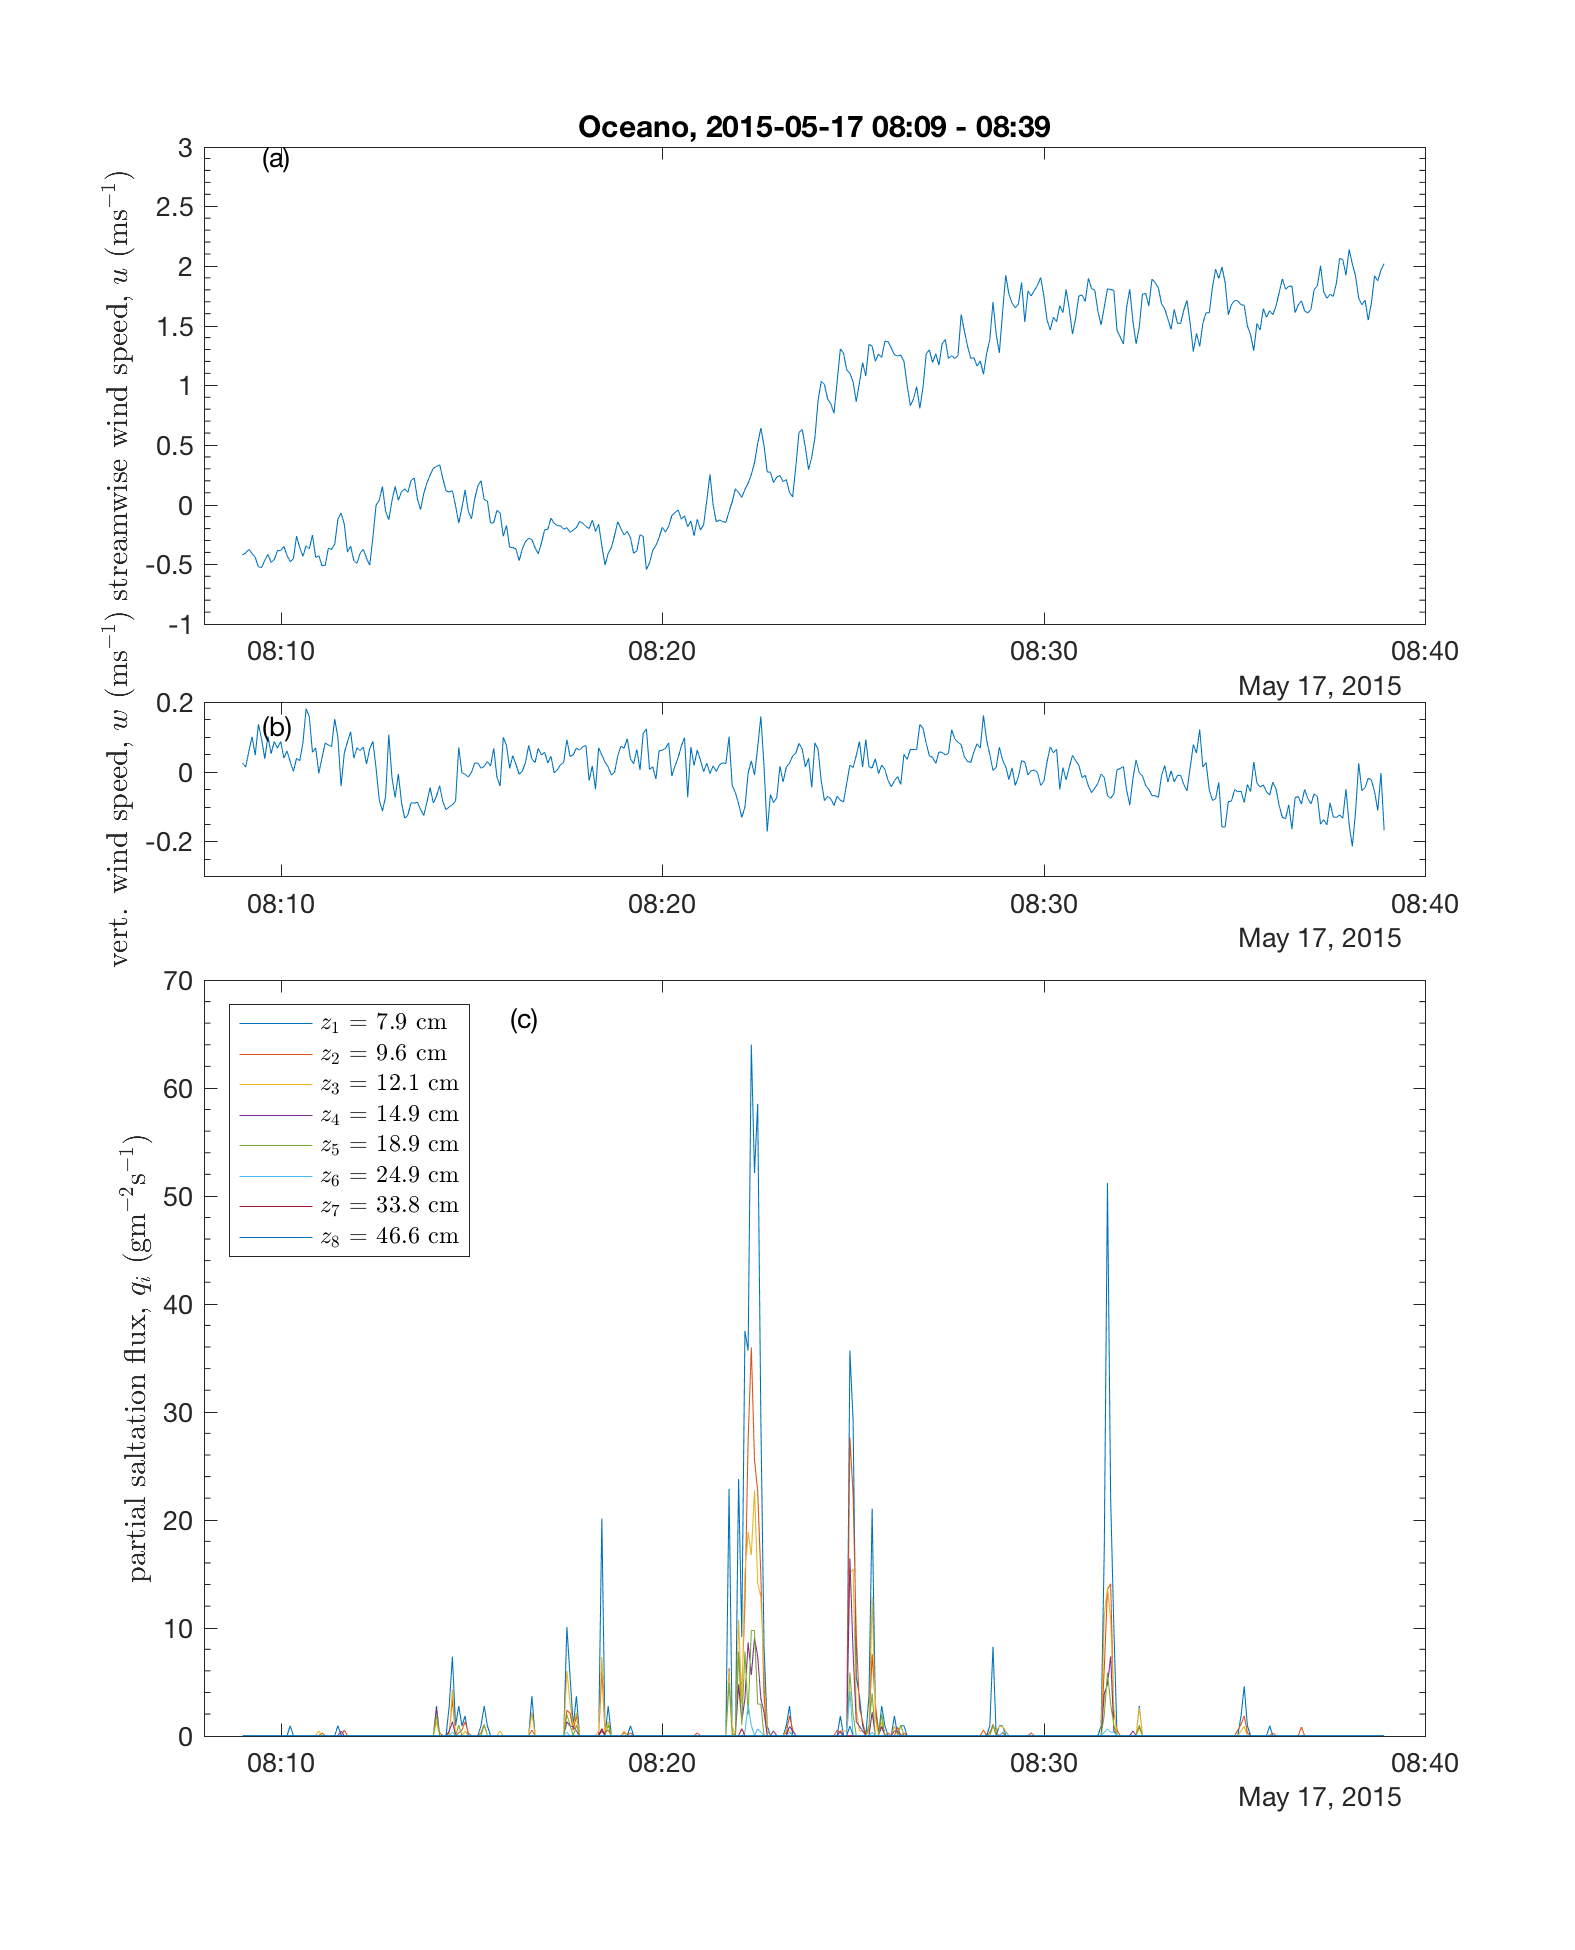 Oceano, 2015-05-17 08:09 - 08:39
(a)
streamwise wind speed, u (ms⁻¹)
3
2.5
2
1.5
1
0.5
0
-0.5
-1
08:10 08:20 08:30 08:40
May 17, 2015
(b)
vert. wind speed, w (ms⁻¹)
0.2
0
-0.2
08:10 08:20 08:30 08:40
May 17, 2015
(c)
partial saltation flux, qᵢ (gm⁻²s⁻¹)
70
60
50
40
30
20
10
0
z₁ = 7.9 cm
z₂ = 9.6 cm
z₃ = 12.1 cm
z₄ = 14.9 cm
z₅ = 18.9 cm
z₆ = 24.9 cm
z₇ = 33.8 cm
z₈ = 46.6 cm
08:10 08:20 08:30 08:40
May 17, 2015